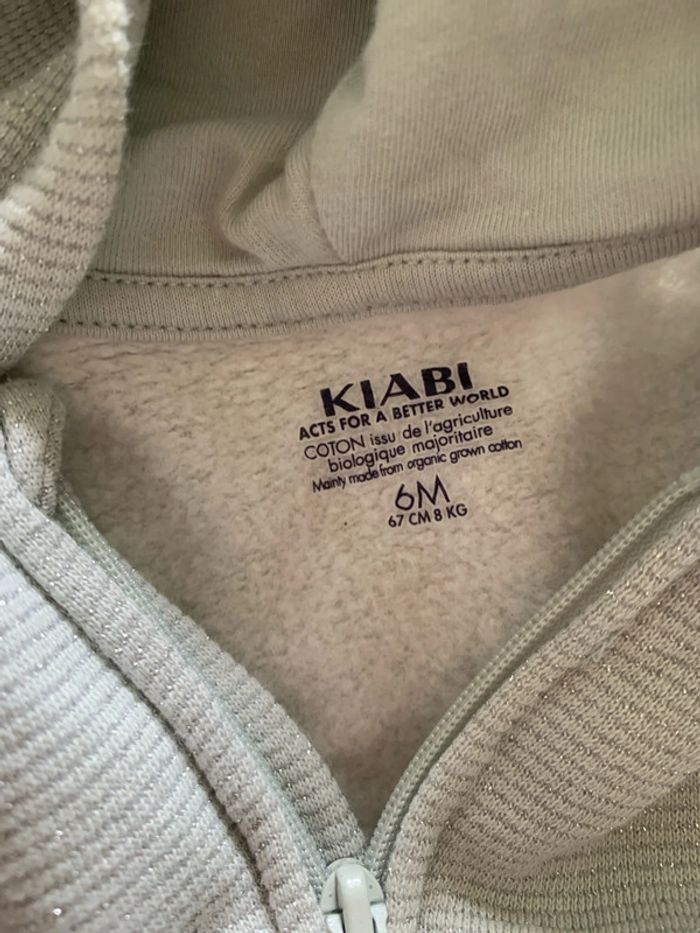 KIABI
ACTS FOR A BETTER WORLD
COTON issu de l'agriculture
biologique majoritaire
Mainty made from organic grown cotton
6M
67 CM 8 KG